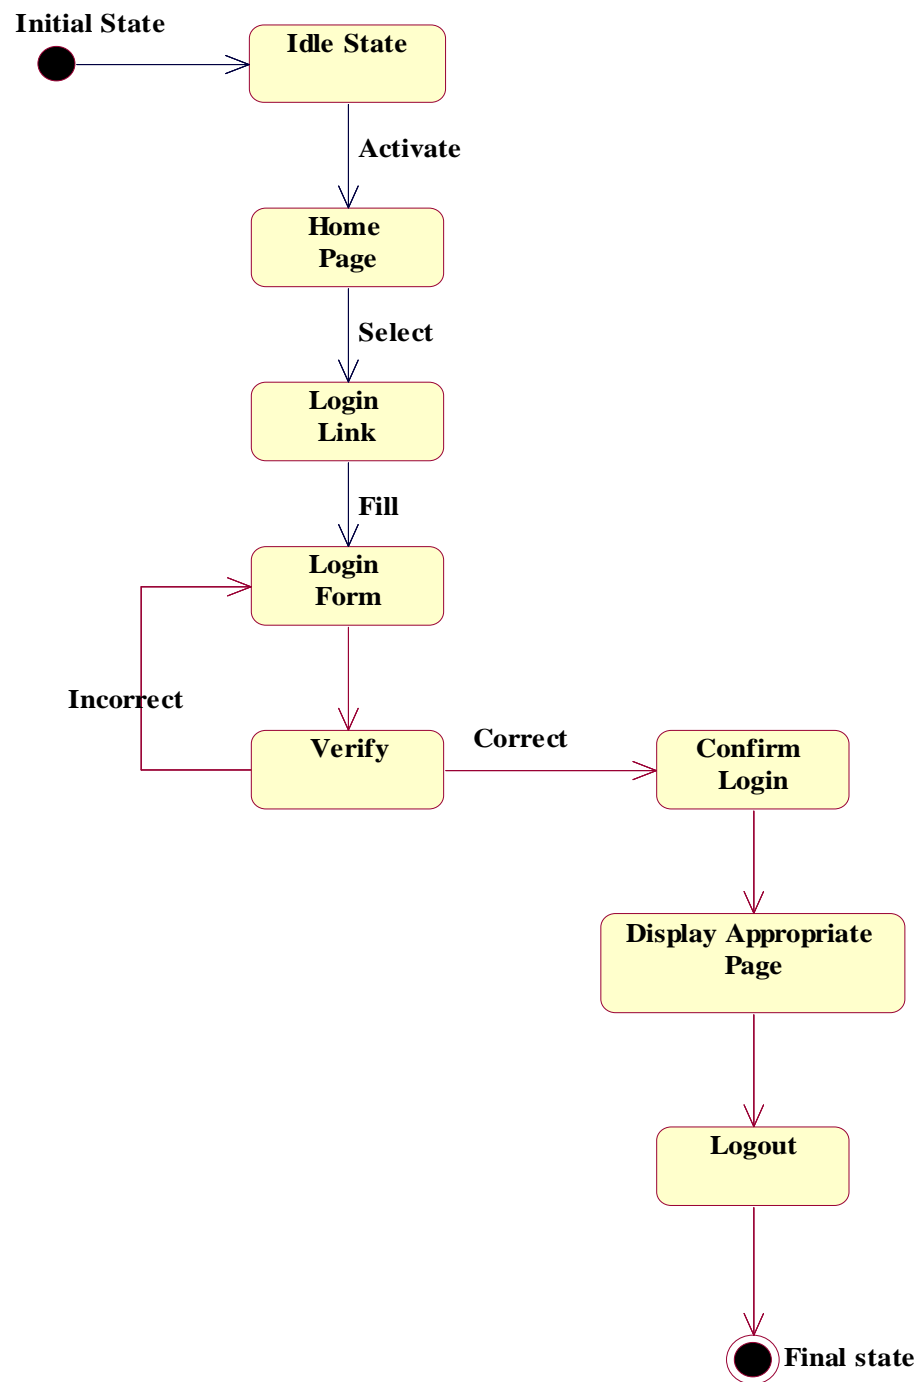 Initial State
Idle State
Activate
Home
Page
Select
Login
Link
Fill
Login
Form
Incorrect
Verify
Correct
Confirm
Login
Display Appropriate
Page
Logout
Final state